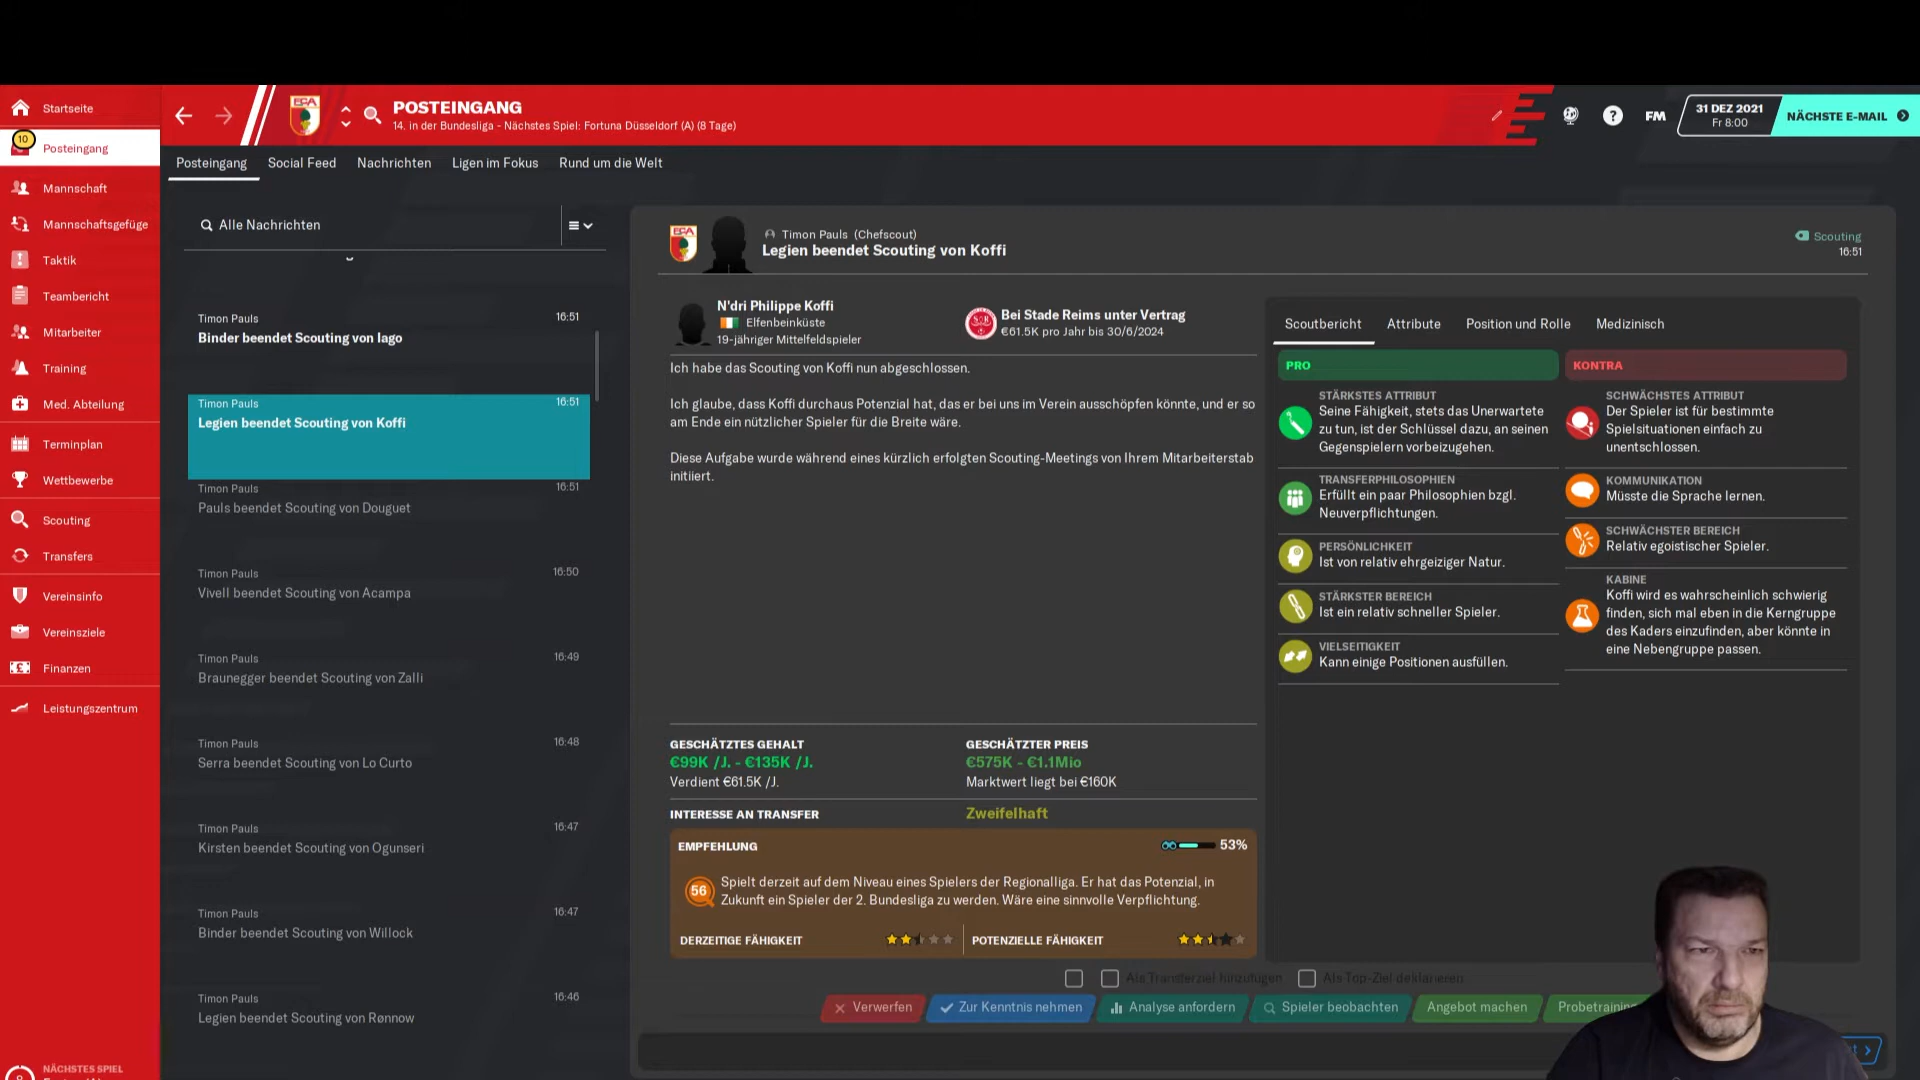 Startseite
10
Posteingang
Mannschaft
Mannschaftsgefüge
Taktik
Teambericht
Mitarbeiter
Training
Med. Abteilung
Terminplan
Wettbewerbe
Scouting
Transfers
Vereinsinfo
Vereinsziele
Finanzen
Leistungszentrum
NÄCHSTES SPIEL
FCA
POSTEINGANG
14. in der Bundesliga - Nächstes Spiel: Fortuna Düsseldorf (A) (8 Tage)
?
FM
31 DEZ 2021
Fr 8:00
NÄCHSTE E-MAIL
Posteingang
Social Feed
Nachrichten
Ligen im Fokus
Rund um die Welt
Alle Nachrichten
Timon Pauls
16:51
Binder beendet Scouting von Iago
Timon Pauls
16:51
Legien beendet Scouting von Koffi
Timon Pauls
16:51
Pauls beendet Scouting von Douguet
Timon Pauls
16:50
Vivell beendet Scouting von Acampa
Timon Pauls
16:49
Braunegger beendet Scouting von Zalli
Timon Pauls
16:48
Serra beendet Scouting von Lo Curto
Timon Pauls
16:47
Kirsten beendet Scouting von Ogunseri
Timon Pauls
16:47
Binder beendet Scouting von Willock
Timon Pauls
16:46
Legien beendet Scouting von Rønnow
FCA
Timon Pauls (Chefscout)
Legien beendet Scouting von Koffi
Scouting
16:51
N'dri Philippe Koffi
Elfenbeinküste
19-jähriger Mittelfeldspieler
Bei Stade Reims unter Vertrag
€61.5K pro Jahr bis 30/6/2024
Ich habe das Scouting von Koffi nun abgeschlossen.
Ich glaube, dass Koffi durchaus Potenzial hat, das er bei uns im Verein ausschöpfen könnte, und er so
am Ende ein nützlicher Spieler für die Breite wäre.
Diese Aufgabe wurde während eines kürzlich erfolgten Scouting-Meetings von Ihrem Mitarbeiterstab
initiiert.
GESCHÄTZTES GEHALT
€99K /J. - €135K /J.
Verdient €61.5K /J.
GESCHÄTZTER PREIS
€575K - €1.1Mio
Marktwert liegt bei €160K
INTERESSE AN TRANSFER
Zweifelhaft
EMPFEHLUNG
53%
56
Spielt derzeit auf dem Niveau eines Spielers der Regionalliga. Er hat das Potenzial, in
Zukunft ein Spieler der 2. Bundesliga zu werden. Wäre eine sinnvolle Verpflichtung.
DERZEITIGE FÄHIGKEIT
POTENZIELLE FÄHIGKEIT
Scoutbericht
Attribute
Position und Rolle
Medizinisch
PRO
STÄRKSTES ATTRIBUT
Seine Fähigkeit, stets das Unerwartete
zu tun, ist der Schlüssel dazu, an seinen
Gegenspielern vorbeizugehen.
TRANSFERPHILOSOPHIEN
Erfüllt ein paar Philosophien bzgl.
Neuverpflichtungen.
PERSÖNLICHKEIT
Ist von relativ ehrgeiziger Natur.
STÄRKSTER BEREICH
Ist ein relativ schneller Spieler.
VIELSEITIGKEIT
Kann einige Positionen ausfüllen.
KONTRA
SCHWÄCHSTES ATTRIBUT
Der Spieler ist für bestimmte
Spielsituationen einfach zu
unentschlossen.
KOMMUNIKATION
Müsste die Sprache lernen.
SCHWÄCHSTER BEREICH
Relativ egoistischer Spieler.
KABINE
Koffi wird es wahrscheinlich schwierig
finden, sich mal eben in die Kerngruppe
des Kaders einzufinden, aber könnte in
eine Nebengruppe passen.
Als Transferziel hinzufügen
Als Top-Ziel deklarieren
Verwerfen
Zur Kenntnis nehmen
Analyse anfordern
Spieler beobachten
Angebot machen
Probetraining